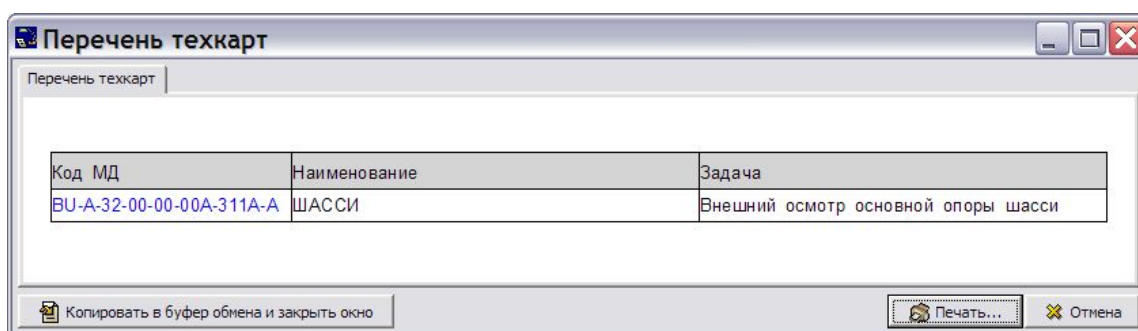 Перечень техкарт
Перечень техкарт
Код МД Наименование Задача
BU-A-32-00-00-00A-311A-A ШАССИ Внешний осмотр основной опоры шасси
Копировать в буфер обмена и закрыть окно Печать... Отмена